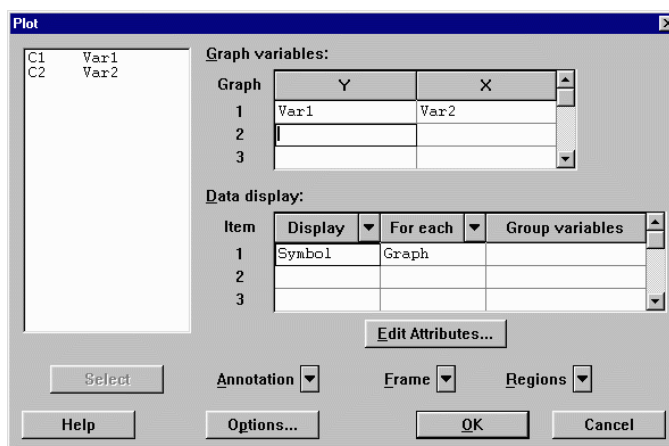 Plot
C1 Var1
C2 Var2
Graph variables:
Graph Y X
1 Var1 Var2
2
3
Data display:
Item Display For each Group variables
1 Symbol Graph
2
3
Edit Attributes...
Select Annotation Frame Regions
Help Options... OK Cancel